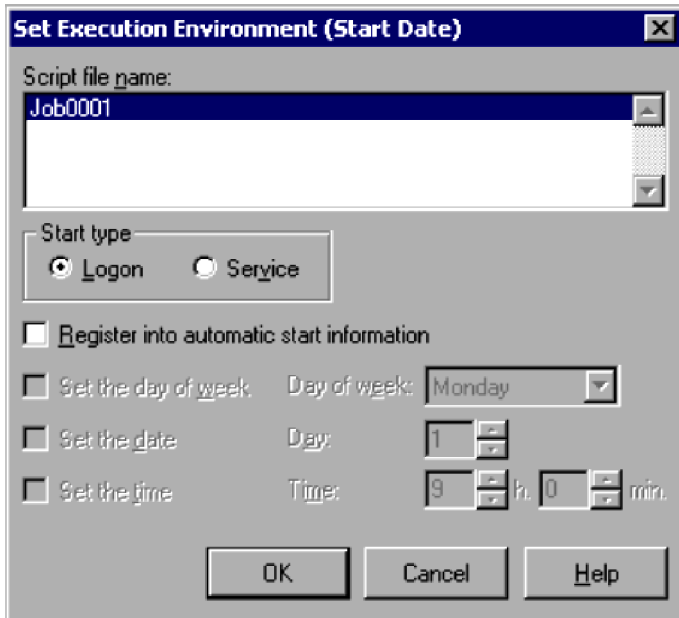 Set Execution Environment (Start Date)
Script file name:
Job0001
Start type
Logon Service
Register into automatic start information
Set the day of week Day of week: Monday
Set the date Day: 1
Set the time Time: 9 h. 0 min.
OK Cancel Help